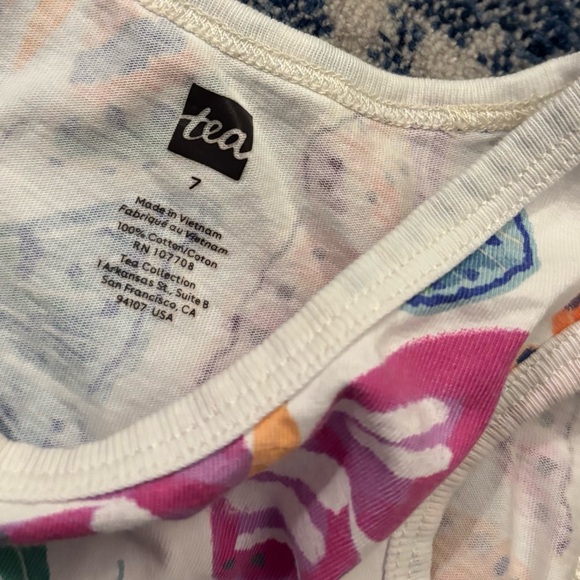 tea
7
Made in Vietnam
Fabriqué au Vietnam
100% Cotton/Coton
RN 107708
Tea Collection
1 Arkansas St., Suite B
San Francisco, CA
94107 · USA